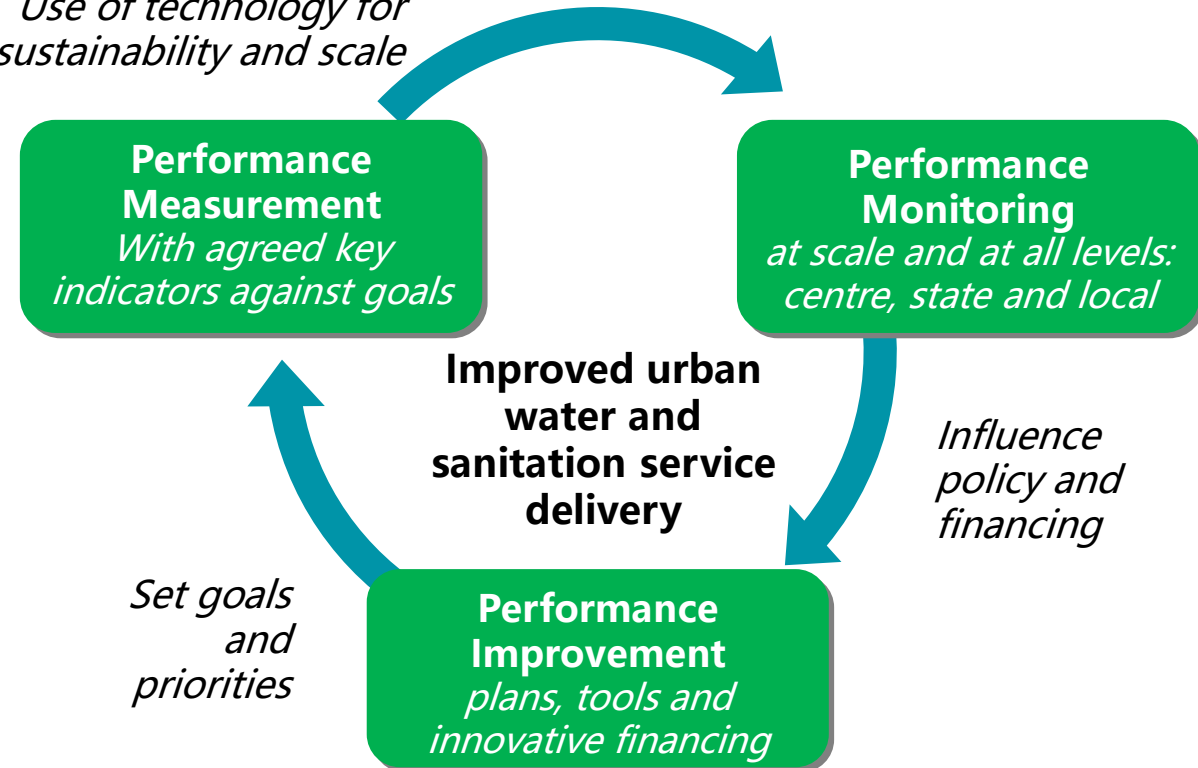 Use of technology for
sustainability and scale
Performance
Measurement
With agreed key
indicators against goals
Performance
Monitoring
at scale and at all levels:
centre, state and local
Improved urban
water and
sanitation service
delivery
Influence
policy and
financing
Set goals
and
priorities
Performance
Improvement
plans, tools and
innovative financing